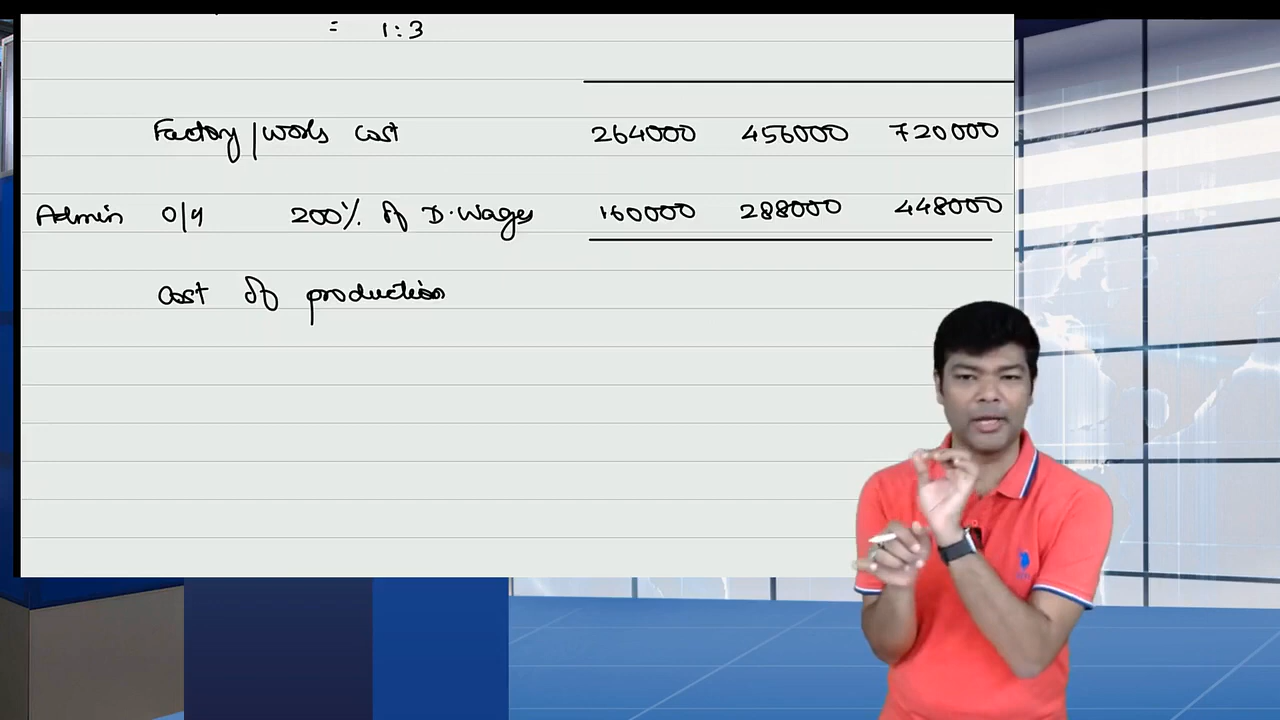 = 1:3
Factory/works cost 264000 456000 720000
Admin O/H 200% of D.Wages 160000 288000 448000
Cost of production